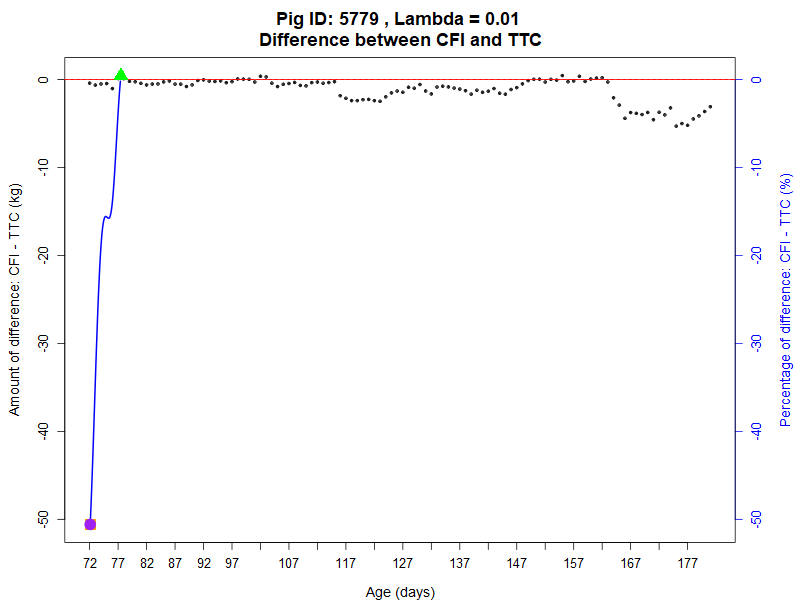 Pig ID: 5779 , Lambda = 0.01
Difference between CFI and TTC
Amount of difference: CFI - TTC (kg)
0
-10
-20
-30
-40
-50
0
-10
-20
-30
-40
-50
Percentage of difference: CFI - TTC (%)
72 77 82 87 92 97 107 117 127 137 147 157 167 177
Age (days)